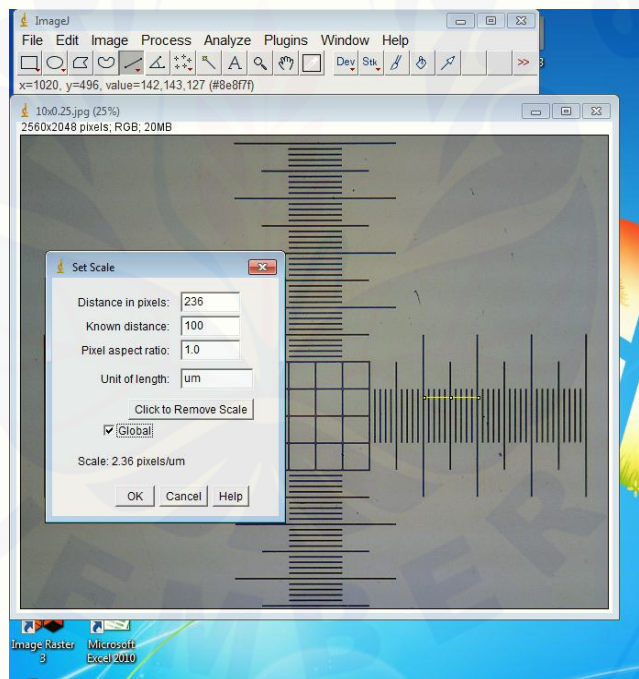 ImageJ
File Edit Image Process Analyze Plugins Window Help
A Dev Stk >>
x=1020, y=496, value=142,143,127 (#8e8f7f)
10x0.25.jpg (25%)
2560x2048 pixels; RGB; 20MB
Set Scale
Distance in pixels: 236
Known distance: 100
Pixel aspect ratio: 1.0
Unit of length: um
Click to Remove Scale
Global
Scale: 2.36 pixels/um
OK Cancel Help
EMBER
Image Raster
3
Microsoft
Excel 2010